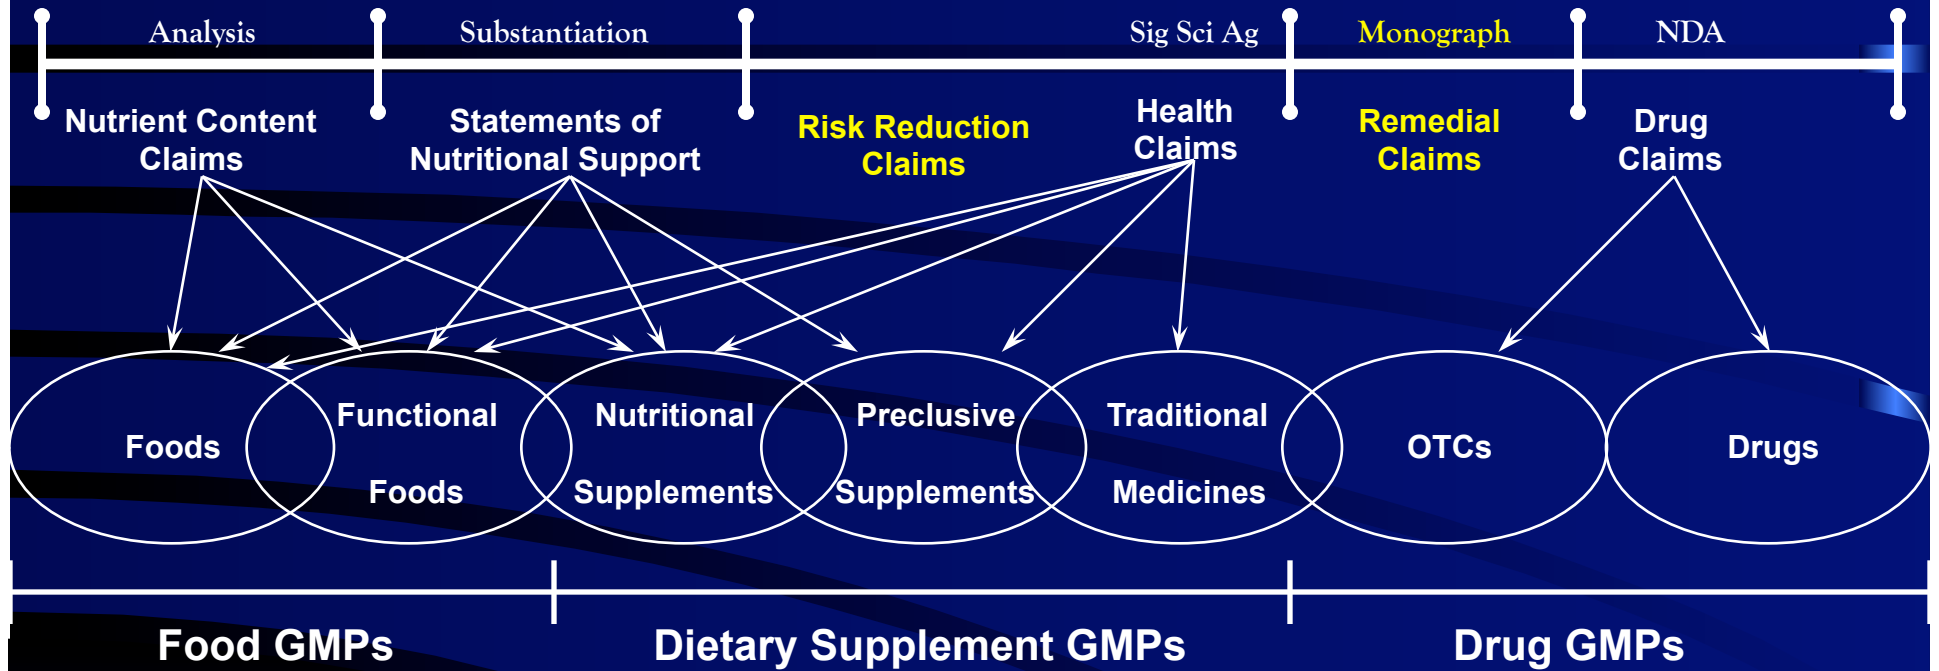 Analysis
Substantiation
Sig Sci Ag
Monograph
NDA
Nutrient Content
Claims
Statements of
Nutritional Support
Risk Reduction
Claims
Health
Claims
Remedial
Claims
Drug
Claims
Foods
Functional
Foods
Nutritional
Supplements
Preclusive
Supplements
Traditional
Medicines
OTCs
Drugs
Food GMPs
Dietary Supplement GMPs
Drug GMPs